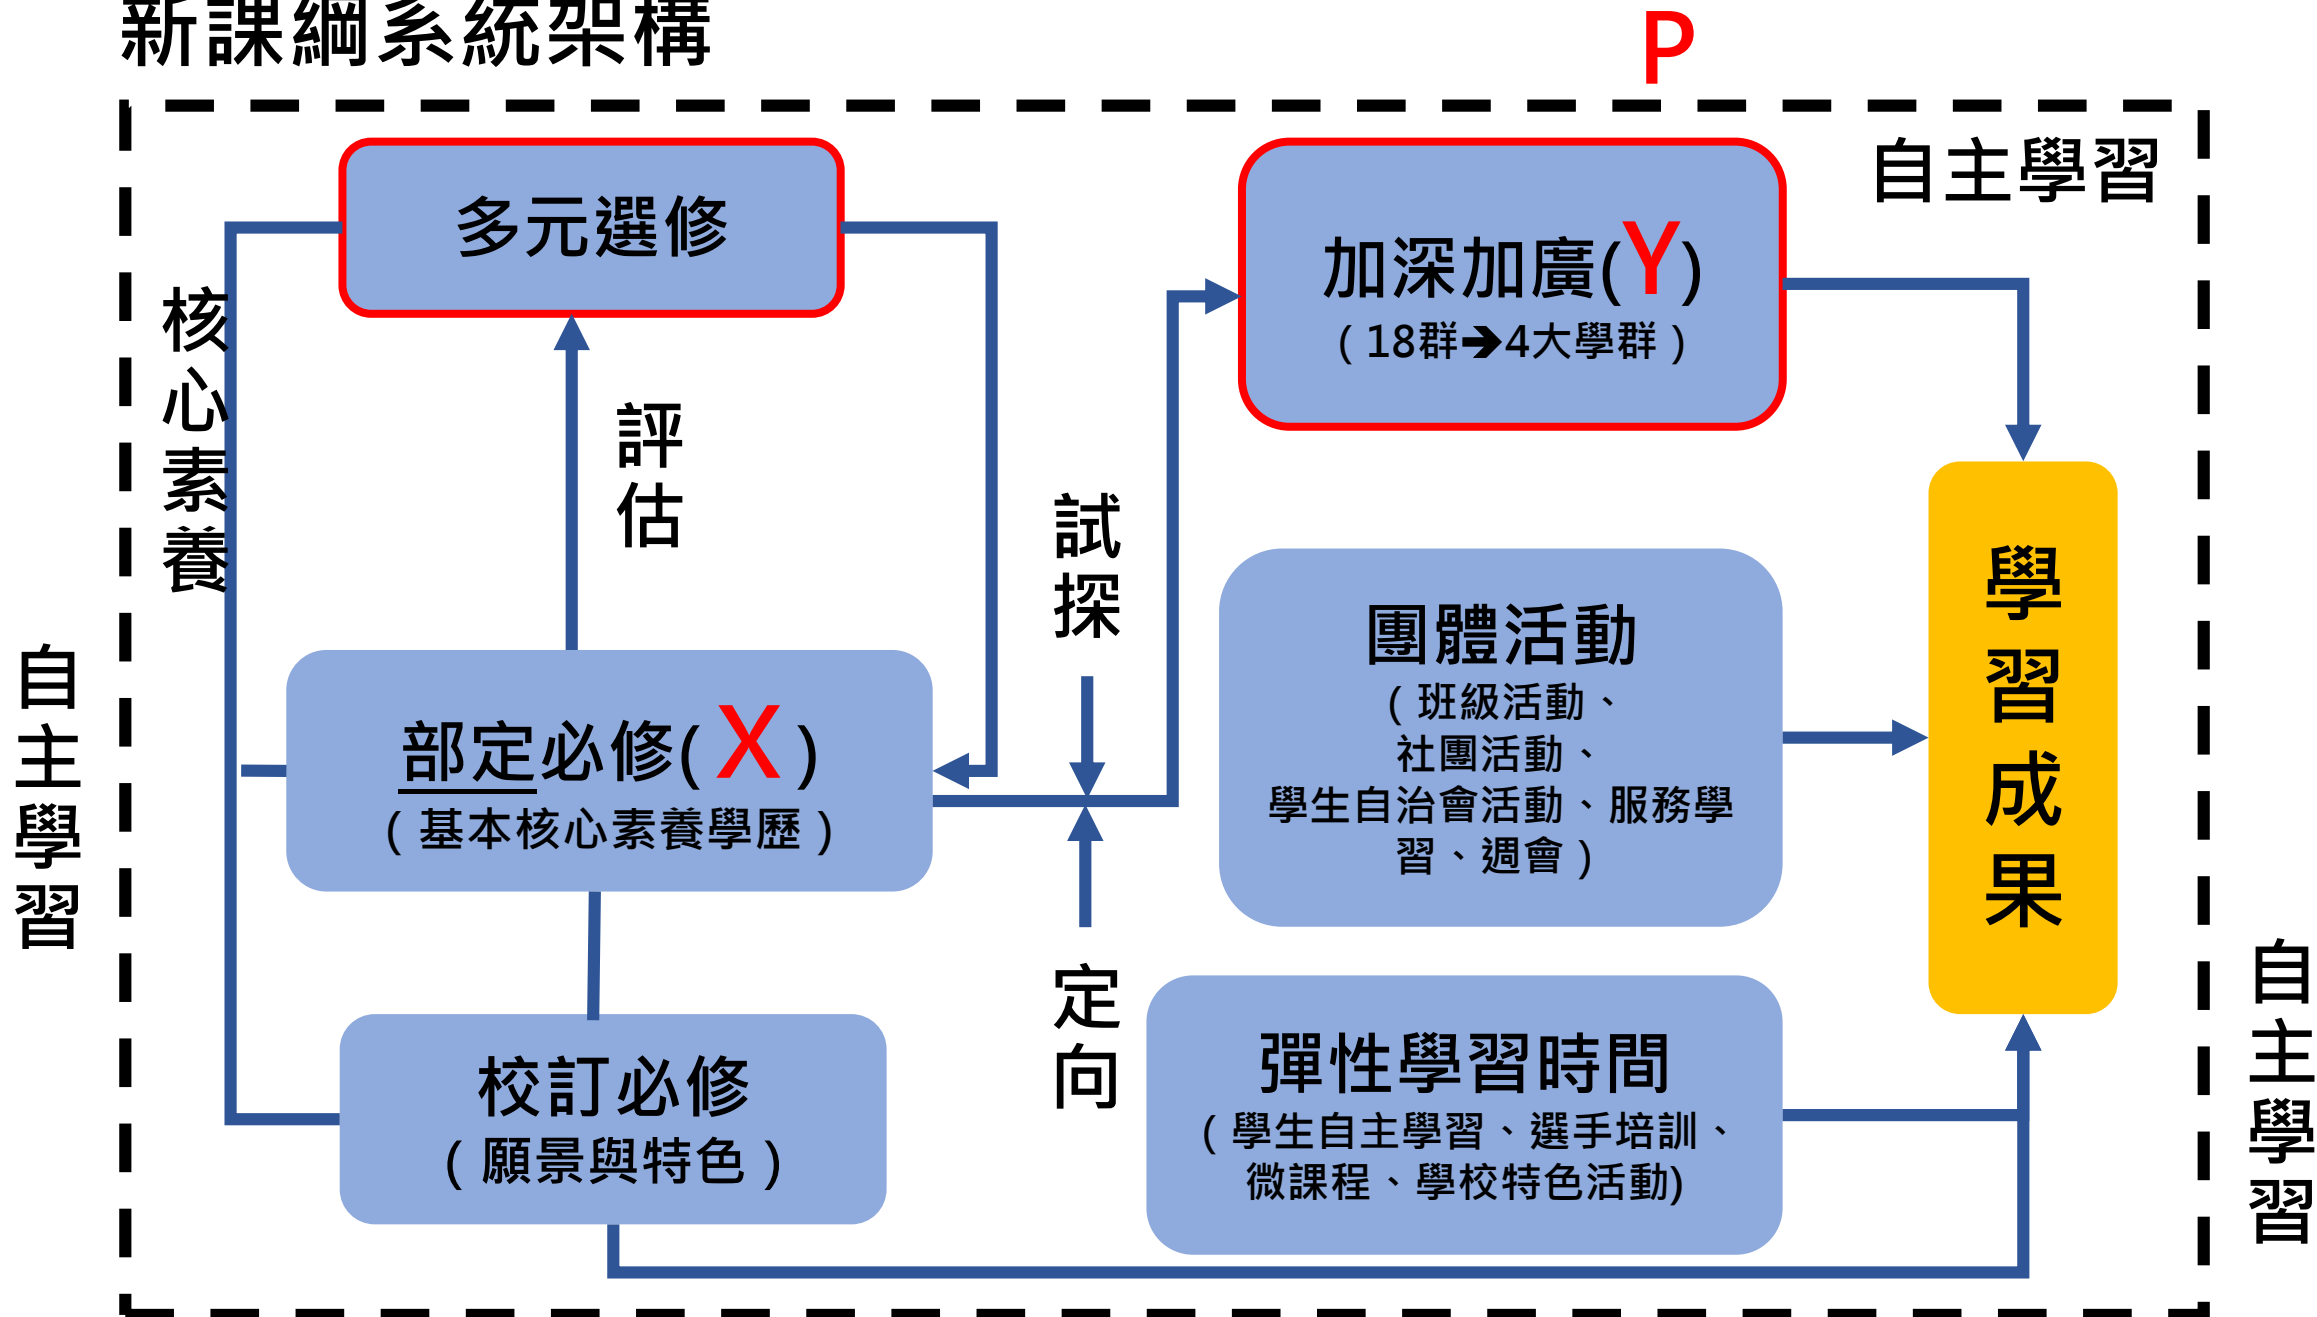 新課綱系統架構
P
自主學習
多元選修
加深加廣(Y)
（18群➔4大學群）
核心素養
評估
試探
自主學習
部定必修( X )
（基本核心素養學歷）
團體活動
（班級活動、
社團活動、
學生自治會活動、服務學
習、週會）
學習成果
定向
校訂必修
（願景與特色）
彈性學習時間
（學生自主學習、選手培訓、
微課程、學校特色活動)
自主學習